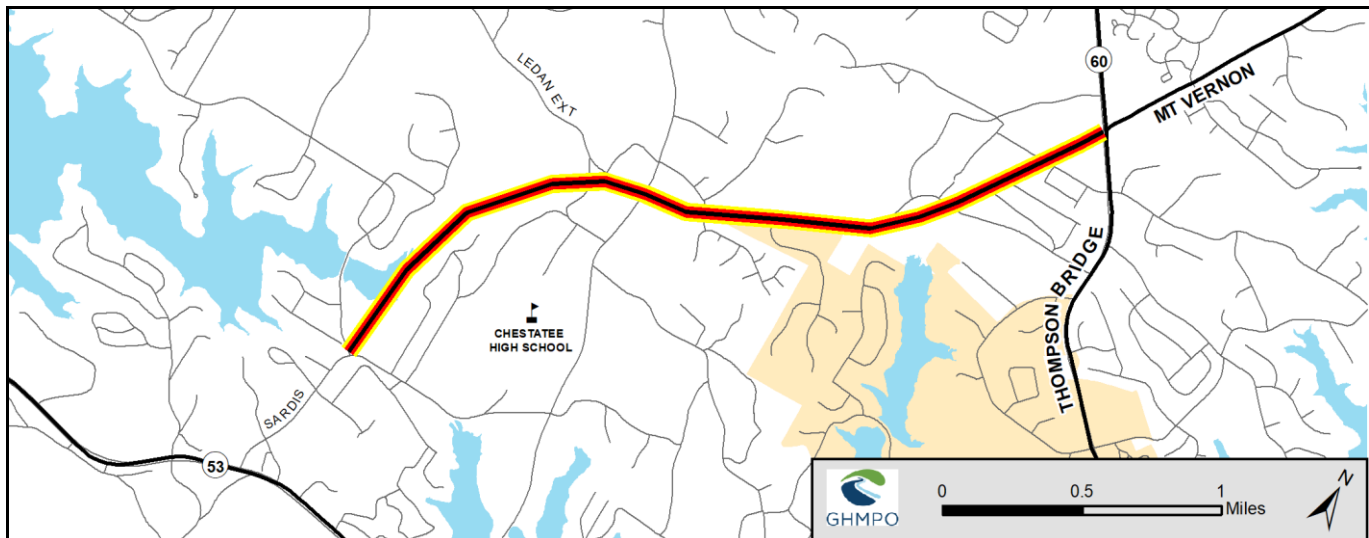 LEDAN EXT
60
MT VERNON
CHESTATEE
HIGH SCHOOL
THOMPSON BRIDGE
SARDIS
53
GHMPO
0 0.5 1
Miles
N